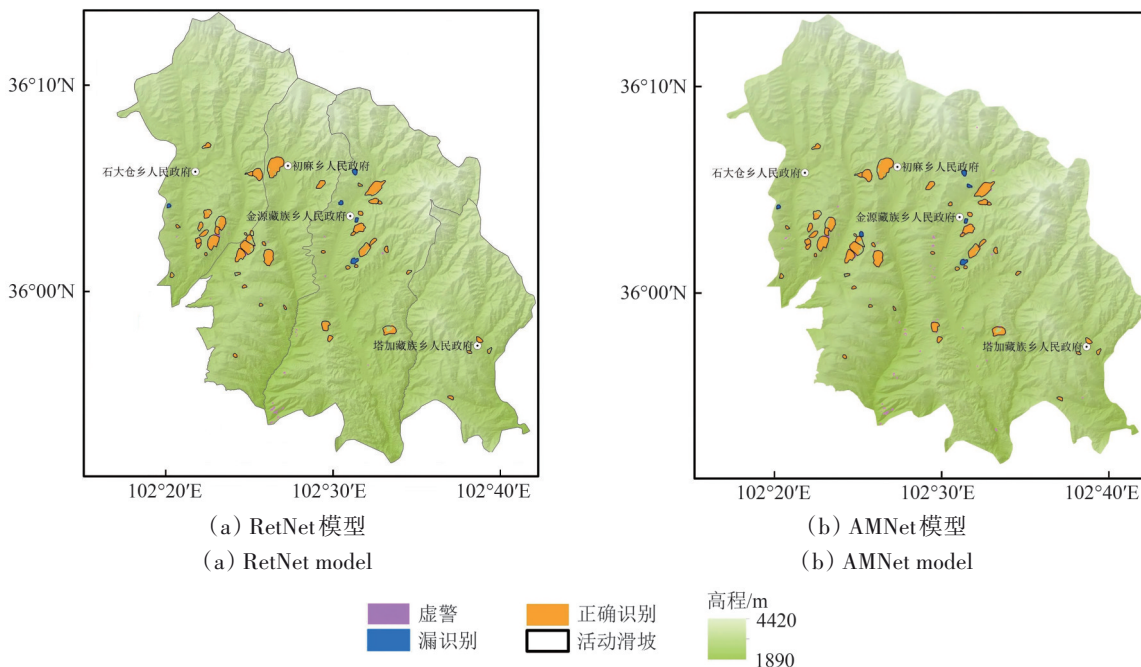 36°10′N
石大仓乡人民政府
初麻乡人民政府
金源藏族乡人民政府
36°00′N
塔加藏族乡人民政府
102°20′E
102°30′E
102°40′E
(a) RetNet模型
(a) RetNet model
36°10′N
石大仓乡人民政府
初麻乡人民政府
金源藏族乡人民政府
36°00′N
塔加藏族乡人民政府
102°20′E
102°30′E
102°40′E
(b) AMNet模型
(b) AMNet model
虚警
正确识别
漏识别
活动滑坡
高程/m
4420
1890